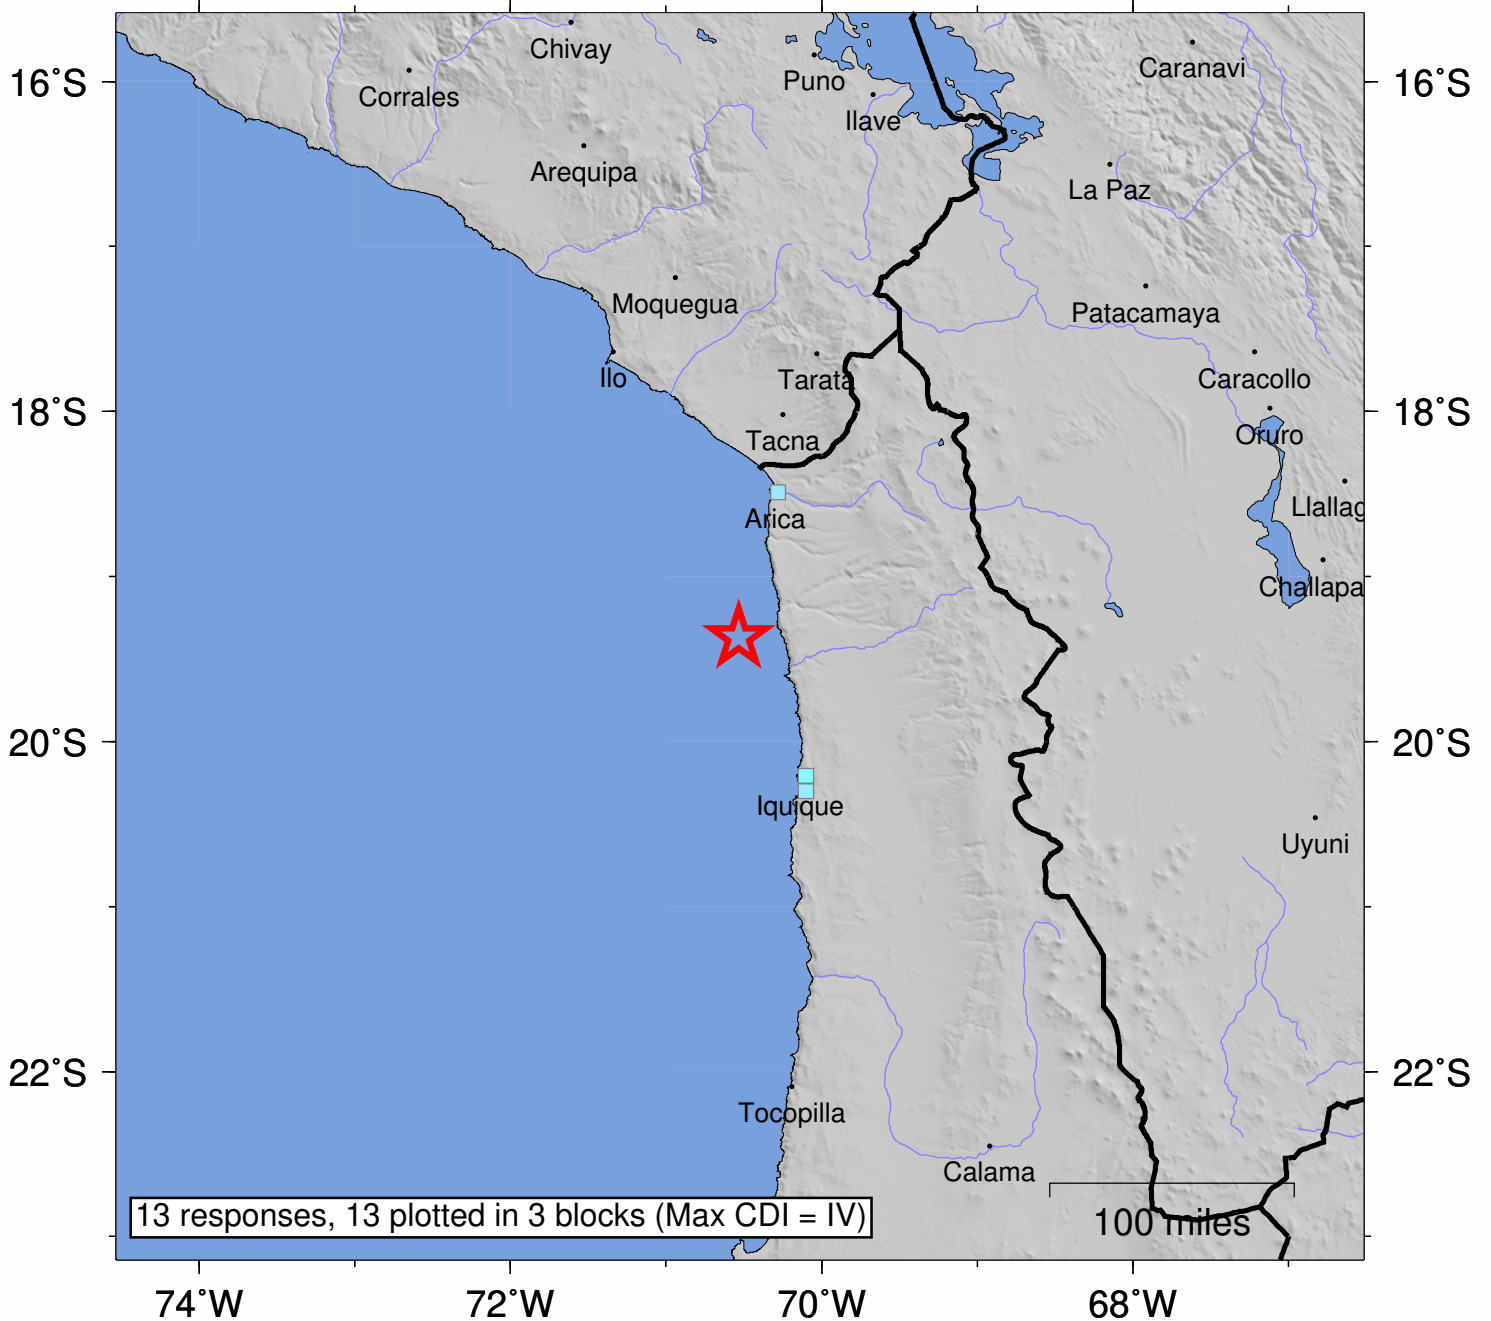 Chivay
Caranavi
16°S
Puno
16°S
Corrales
Ilave
Arequipa
La Paz
Moquegua
Patacamaya
Ilo
Tarata
Caracollo
18°S
18°S
Tacna
Oruro
Llallag
Arica
Challapa
20°S
20°S
Iquique
Uyuni
22°S
22°S
Tocopilla
Calama
13 responses, 13 plotted in 3 blocks (Max CDI = IV)
100 miles
74°W
72°W
70°W
68°W